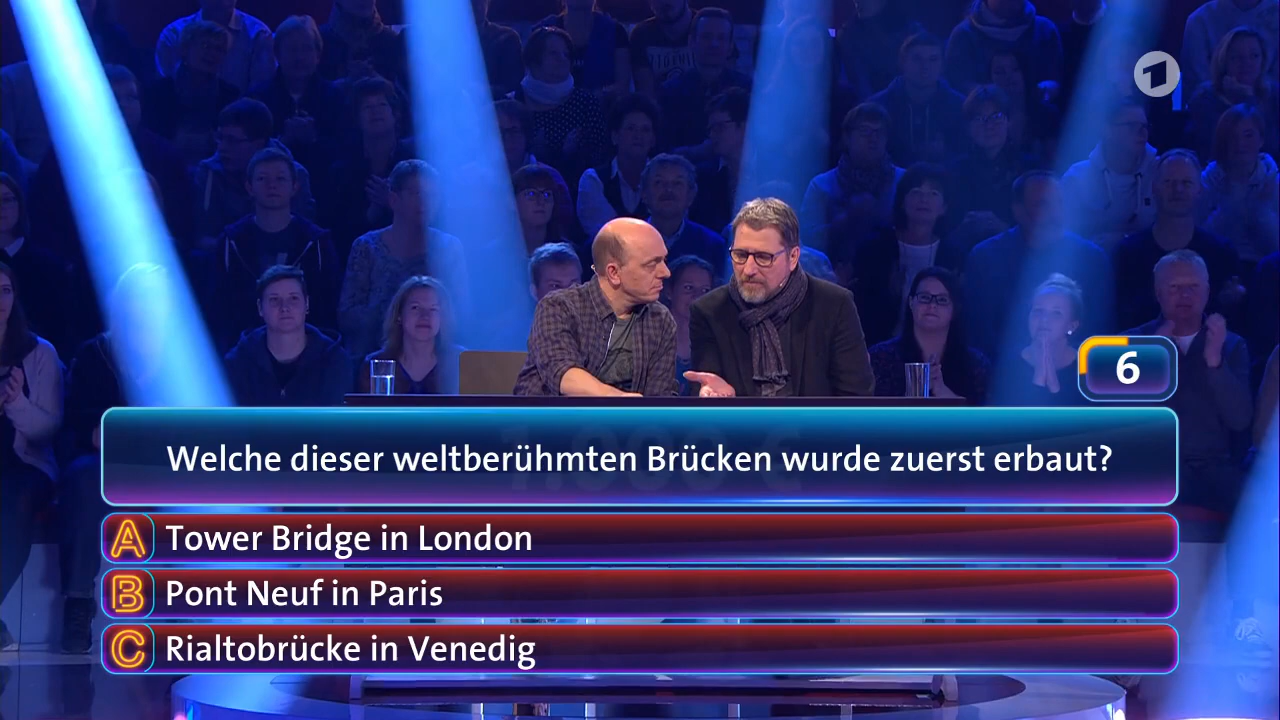 1
6
Welche dieser weltberühmten Brücken wurde zuerst erbaut?
A Tower Bridge in London
B Pont Neuf in Paris
C Rialtobrücke in Venedig